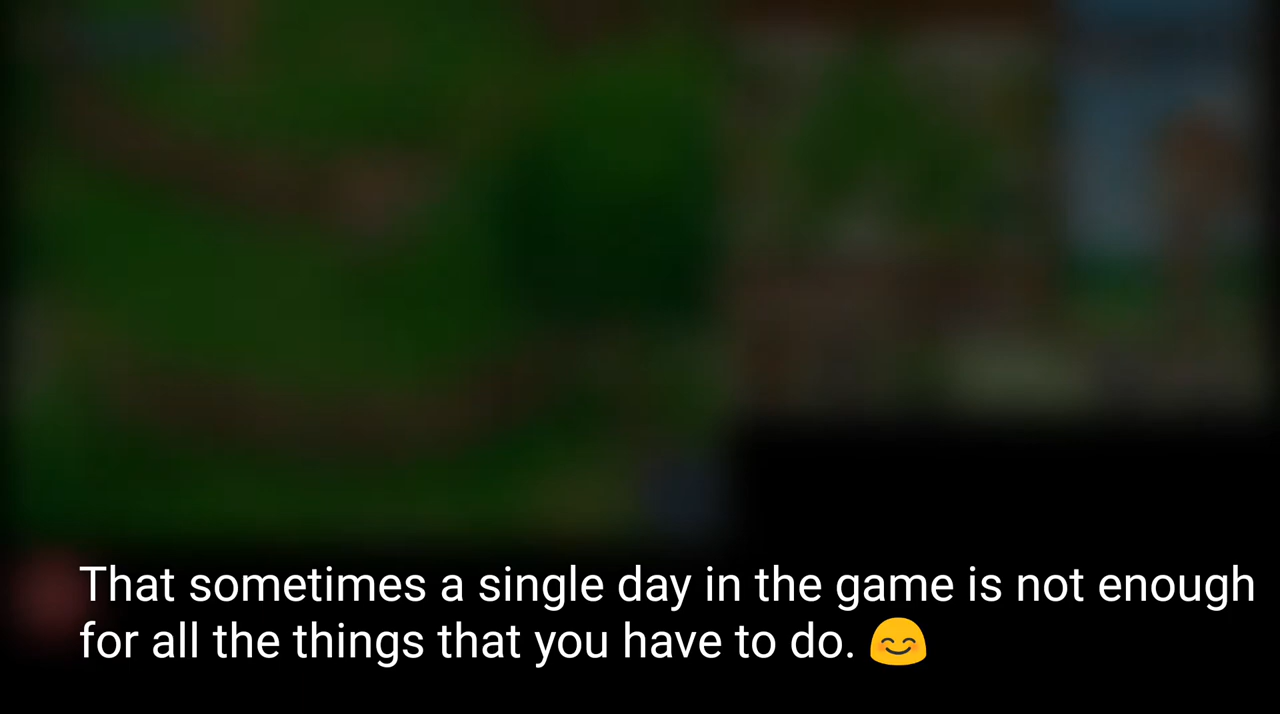 That sometimes a single day in the game is not enough
for all the things that you have to do. 😊